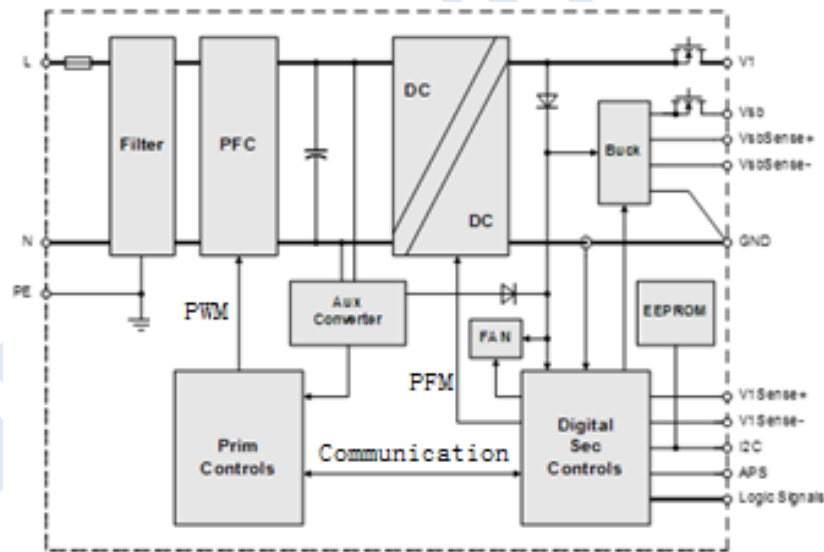 L
V1
DC
Vsb
VsbSense+
Filter
PFC
Buck
VsbSense-
DC
N
GND
PE
PWM
Aux
Converter
EEPROM
FAN
PFM
V1Sense+
V1Sense-
Prim
Controls
Digital
Sec
Controls
Communication
I2C
APS
Logic Signals